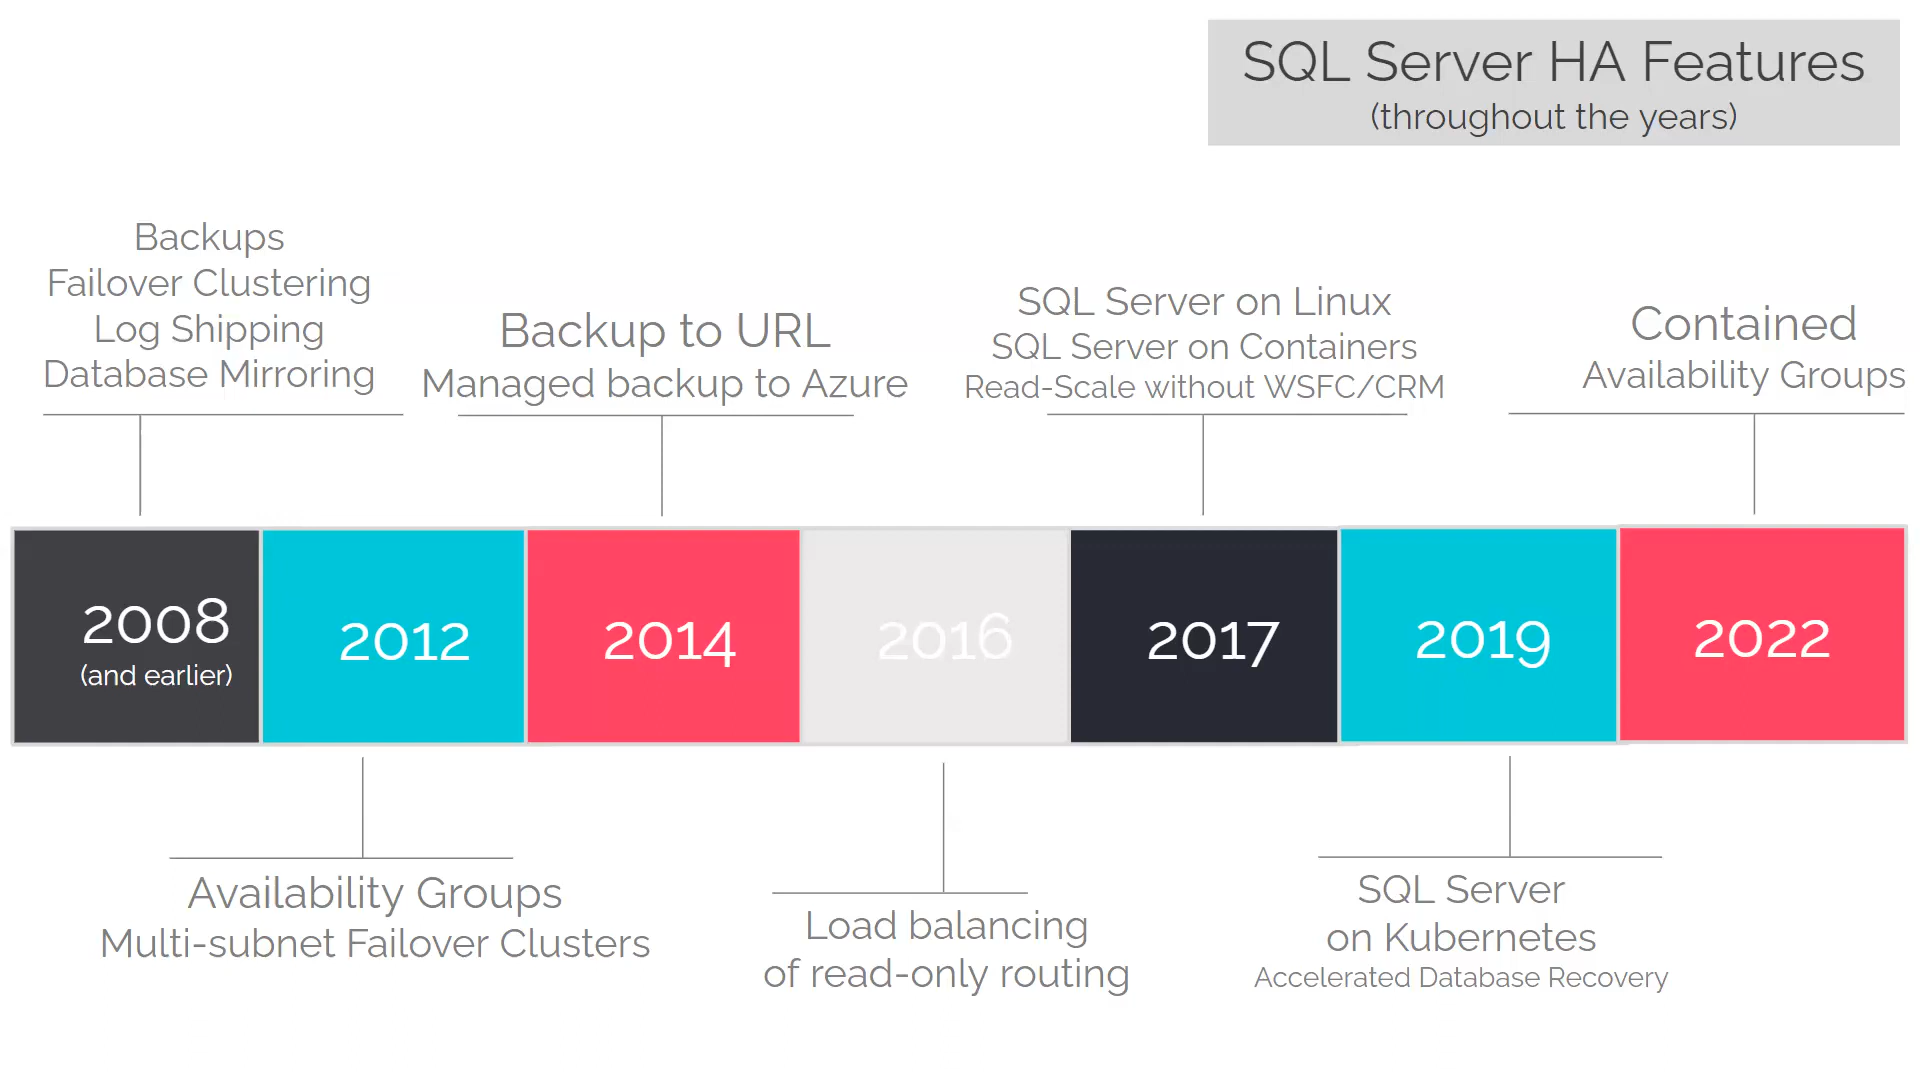 SQL Server HA Features
(throughout the years)
Backups
Failover Clustering
Log Shipping
Database Mirroring
Backup to URL
Managed backup to Azure
SQL Server on Linux
SQL Server on Containers
Read-Scale without WSFC/CRM
Contained
Availability Groups
2008
(and earlier)
2012
2014
2016
2017
2019
2022
Availability Groups
Multi-subnet Failover Clusters
Load balancing
of read-only routing
SQL Server
on Kubernetes
Accelerated Database Recovery